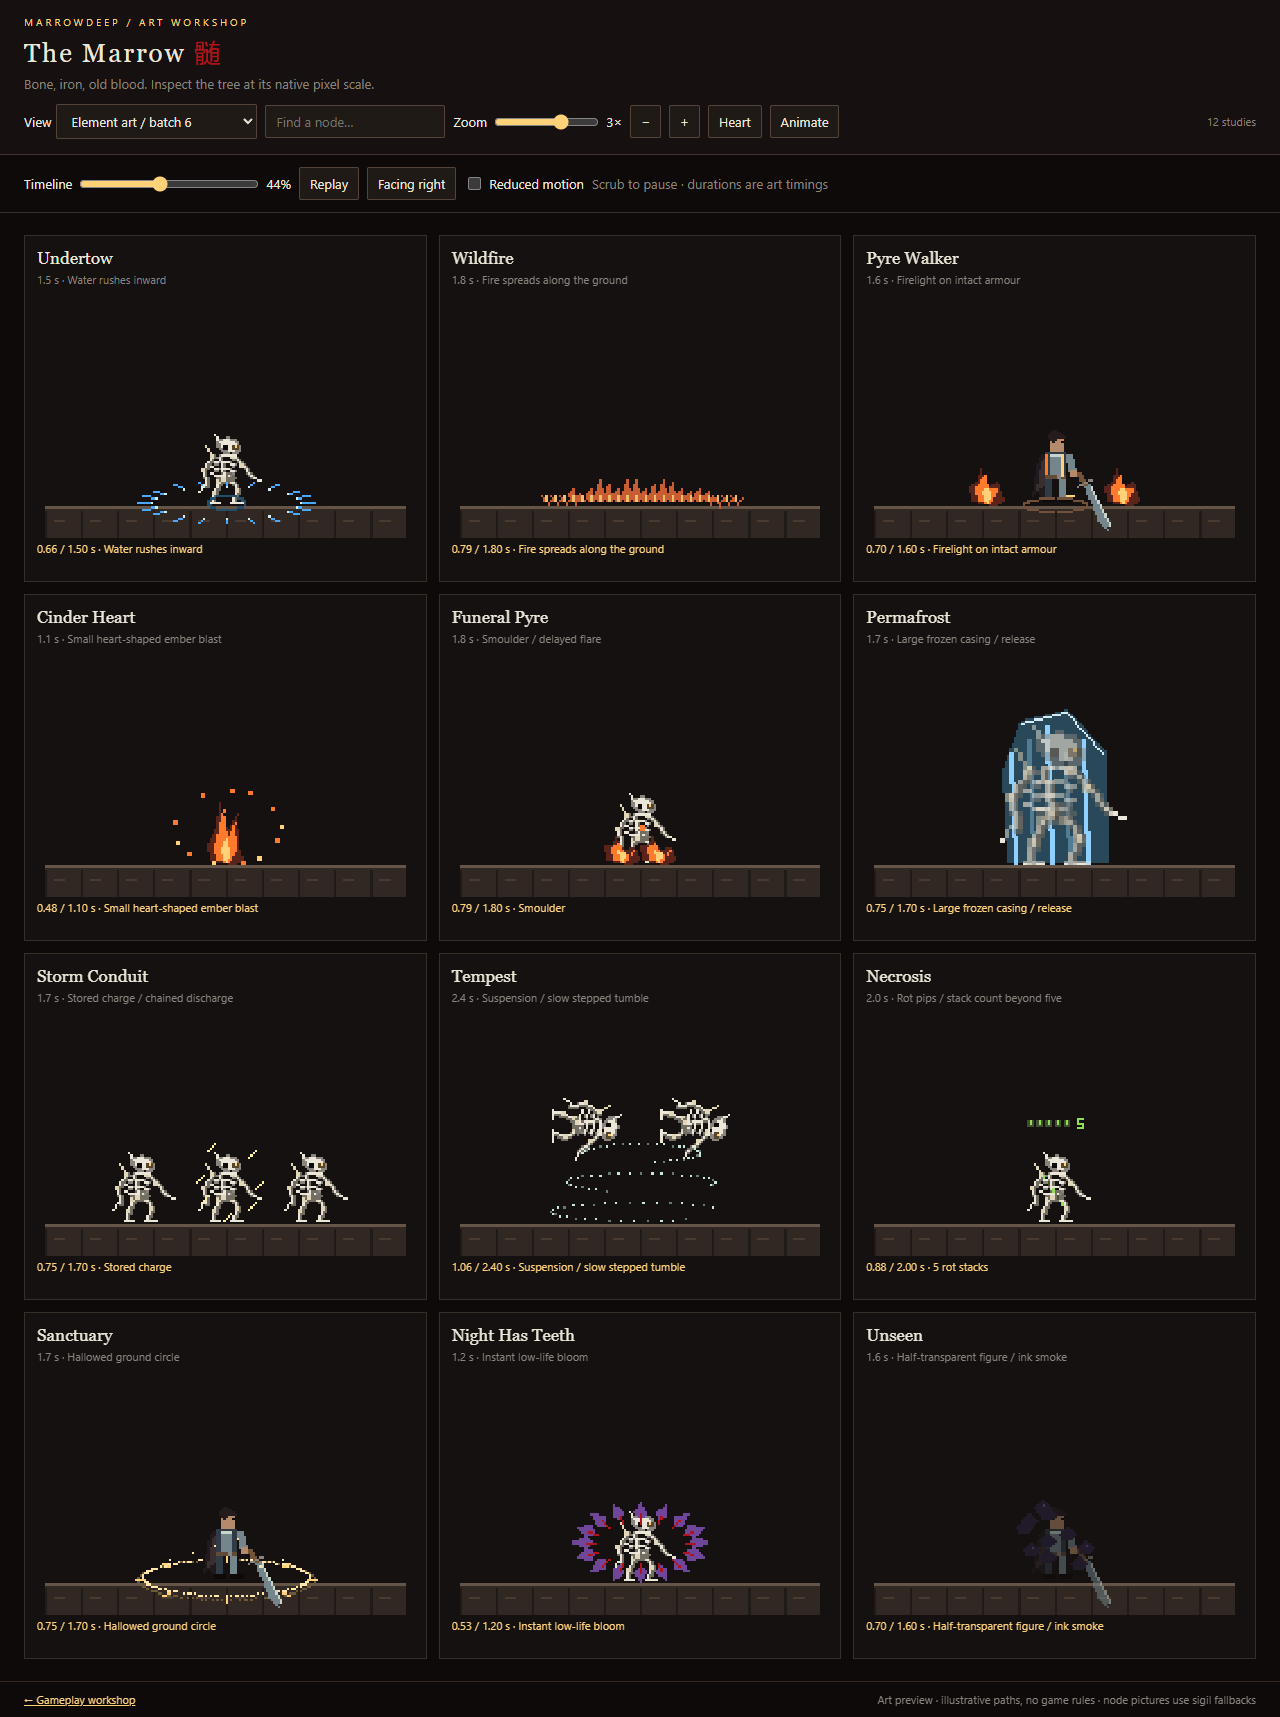 MARROWDEEP / ART WORKSHOP
The Marrow 髄
Bone, iron, old blood. Inspect the tree at its native pixel scale.
View Element art / batch 6 Find a node... Zoom 3× − + Heart Animate 12 studies
Timeline 44% Replay Facing right Reduced motion Scrub to pause · durations are art timings
Undertow
1.5 s · Water rushes inward
0.66 / 1.50 s · Water rushes inward
Wildfire
1.8 s · Fire spreads along the ground
0.79 / 1.80 s · Fire spreads along the ground
Pyre Walker
1.6 s · Firelight on intact armour
0.70 / 1.60 s · Firelight on intact armour
Cinder Heart
1.1 s · Small heart-shaped ember blast
0.48 / 1.10 s · Small heart-shaped ember blast
Funeral Pyre
1.8 s · Smoulder / delayed flare
0.79 / 1.80 s · Smoulder
Permafrost
1.7 s · Large frozen casing / release
0.75 / 1.70 s · Large frozen casing / release
Storm Conduit
1.7 s · Stored charge / chained discharge
0.75 / 1.70 s · Stored charge
Tempest
2.4 s · Suspension / slow stepped tumble
1.06 / 2.40 s · Suspension / slow stepped tumble
Necrosis
2.0 s · Rot pips / stack count beyond five
5
0.88 / 2.00 s · 5 rot stacks
Sanctuary
1.7 s · Hallowed ground circle
0.75 / 1.70 s · Hallowed ground circle
Night Has Teeth
1.2 s · Instant low-life bloom
0.53 / 1.20 s · Instant low-life bloom
Unseen
1.6 s · Half-transparent figure / ink smoke
0.70 / 1.60 s · Half-transparent figure / ink smoke
← Gameplay workshop
Art preview · illustrative paths, no game rules · node pictures use sigil fallbacks